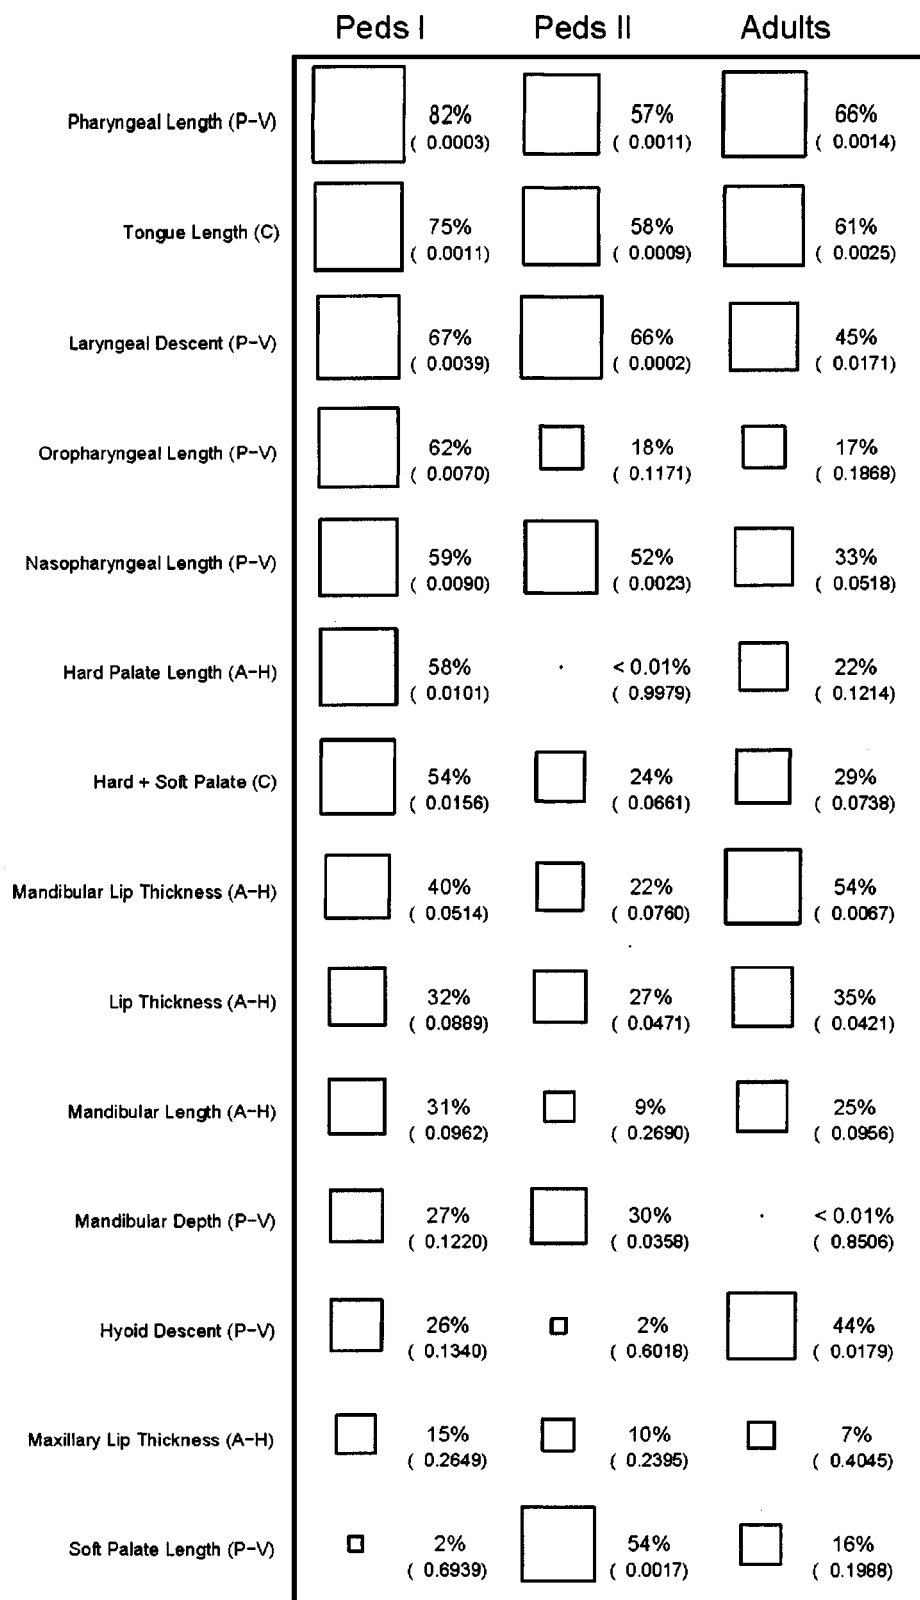 Peds I Peds II Adults
Pharyngeal Length (P-V) 82% 57% 66%
( 0.0003) ( 0.0011) ( 0.0014)
Tongue Length (C) 75% 58% 61%
( 0.0011) ( 0.0009) ( 0.0025)
Laryngeal Descent (P-V) 67% 66% 45%
( 0.0039) ( 0.0002) ( 0.0171)
Oropharyngeal Length (P-V) 62% 18% 17%
( 0.0070) ( 0.1171) ( 0.1868)
Nasopharyngeal Length (P-V) 59% 52% 33%
( 0.0090) ( 0.0023) ( 0.0518)
Hard Palate Length (A-H) 58% < 0.01% 22%
( 0.0101) ( 0.9979) ( 0.1214)
Hard + Soft Palate (C) 54% 24% 29%
( 0.0156) ( 0.0661) ( 0.0738)
Mandibular Lip Thickness (A-H) 40% 22% 54%
( 0.0514) ( 0.0760) ( 0.0067)
Lip Thickness (A-H) 32% 27% 35%
( 0.0889) ( 0.0471) ( 0.0421)
Mandibular Length (A-H) 31% 9% 25%
( 0.0962) ( 0.2690) ( 0.0956)
Mandibular Depth (P-V) 27% 30% < 0.01%
( 0.1220) ( 0.0358) ( 0.8506)
Hyoid Descent (P-V) 26% 2% 44%
( 0.1340) ( 0.6018) ( 0.0179)
Maxillary Lip Thickness (A-H) 15% 10% 7%
( 0.2649) ( 0.2395) ( 0.4045)
Soft Palate Length (P-V) 2% 54% 16%
( 0.6939) ( 0.0017) ( 0.1988)